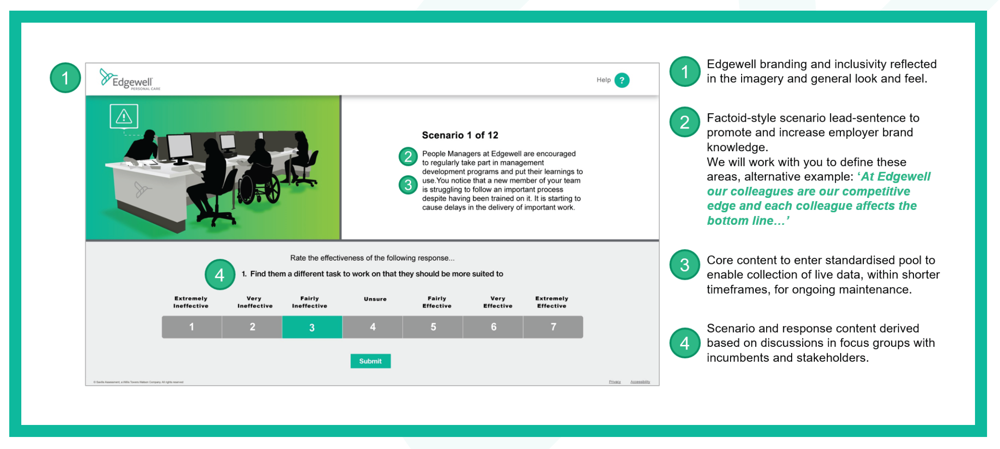 1
Edgewell
PERSONAL CARE
Help ?
Scenario 1 of 12
2
People Managers at Edgewell are encouraged
to regularly take part in management
development programs and put their learnings to
3
use.You notice that a new member of your team
is struggling to follow an important process
despite having been trained on it. It is starting to
cause delays in the delivery of important work.
Rate the effectiveness of the following response...
4
1. Find them a different task to work on that they should be more suited to
Extremely
Ineffective
Very
Ineffective
Fairly
Ineffective
Unsure
Fairly
Effective
Very
Effective
Extremely
Effective
1 2 3 4 5 6 7
Submit
© Saville Assessment, a Willis Towers Watson Company. All rights reserved
Privacy Accessibility
1
Edgewell branding and inclusivity reflected
in the imagery and general look and feel.
2
Factoid-style scenario lead-sentence to
promote and increase employer brand
knowledge.
We will work with you to define these
areas, alternative example: ‘At Edgewell
our colleagues are our competitive
edge and each colleague affects the
bottom line…’
3
Core content to enter standardised pool to
enable collection of live data, within shorter
timeframes, for ongoing maintenance.
4
Scenario and response content derived
based on discussions in focus groups with
incumbents and stakeholders.